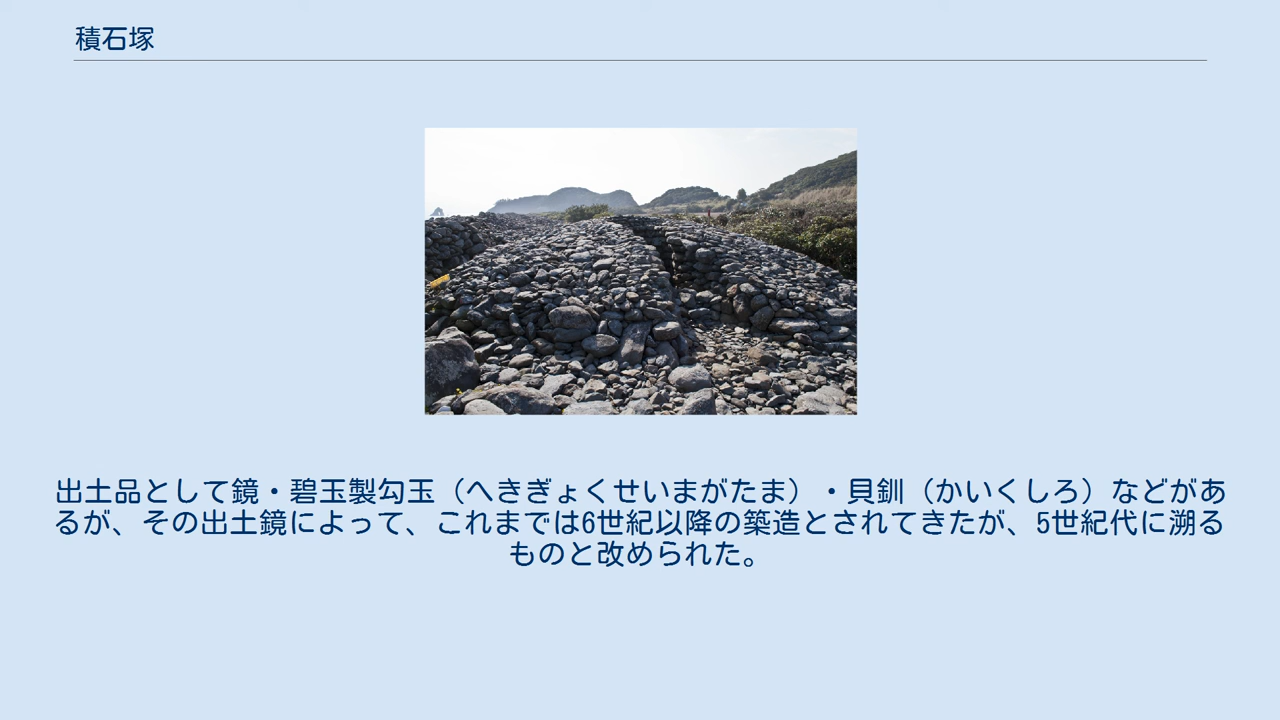 積石塚
出土品として鏡・碧玉製勾玉（へきぎょくせいまがたま）・貝釧（かいくしろ）などがあ
るが、その出土鏡によって、これまでは6世紀以降の築造とされてきたが、5世紀代に溯る
ものと改められた。